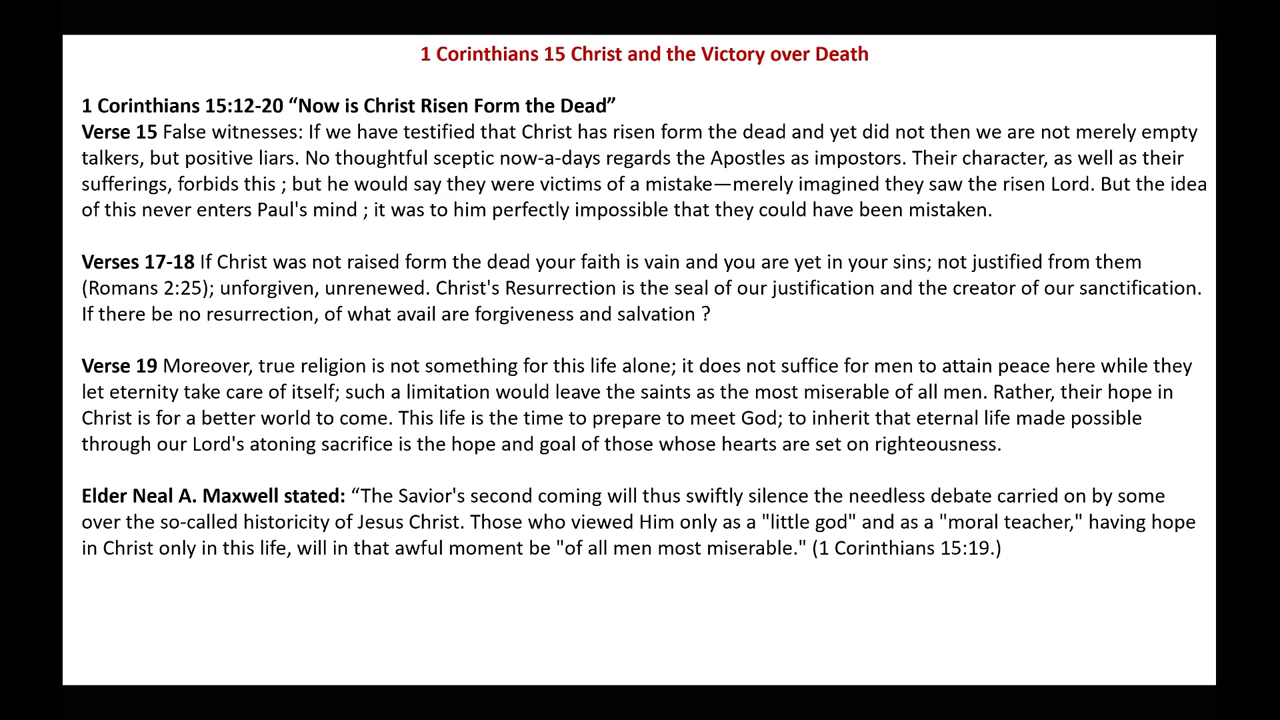 1 Corinthians 15 Christ and the Victory over Death
1 Corinthians 15:12-20 “Now is Christ Risen Form the Dead”
Verse 15 False witnesses: If we have testified that Christ has risen form the dead and yet did not then we are not merely empty
talkers, but positive liars. No thoughtful sceptic now-a-days regards the Apostles as impostors. Their character, as well as their
sufferings, forbids this ; but he would say they were victims of a mistake—merely imagined they saw the risen Lord. But the idea
of this never enters Paul's mind ; it was to him perfectly impossible that they could have been mistaken.
Verses 17-18 If Christ was not raised form the dead your faith is vain and you are yet in your sins; not justified from them
(Romans 2:25); unforgiven, unrenewed. Christ's Resurrection is the seal of our justification and the creator of our sanctification.
If there be no resurrection, of what avail are forgiveness and salvation ?
Verse 19 Moreover, true religion is not something for this life alone; it does not suffice for men to attain peace here while they
let eternity take care of itself; such a limitation would leave the saints as the most miserable of all men. Rather, their hope in
Christ is for a better world to come. This life is the time to prepare to meet God; to inherit that eternal life made possible
through our Lord's atoning sacrifice is the hope and goal of those whose hearts are set on righteousness.
Elder Neal A. Maxwell stated: “The Savior's second coming will thus swiftly silence the needless debate carried on by some
over the so-called historicity of Jesus Christ. Those who viewed Him only as a "little god" and as a "moral teacher," having hope
in Christ only in this life, will in that awful moment be "of all men most miserable." (1 Corinthians 15:19.)